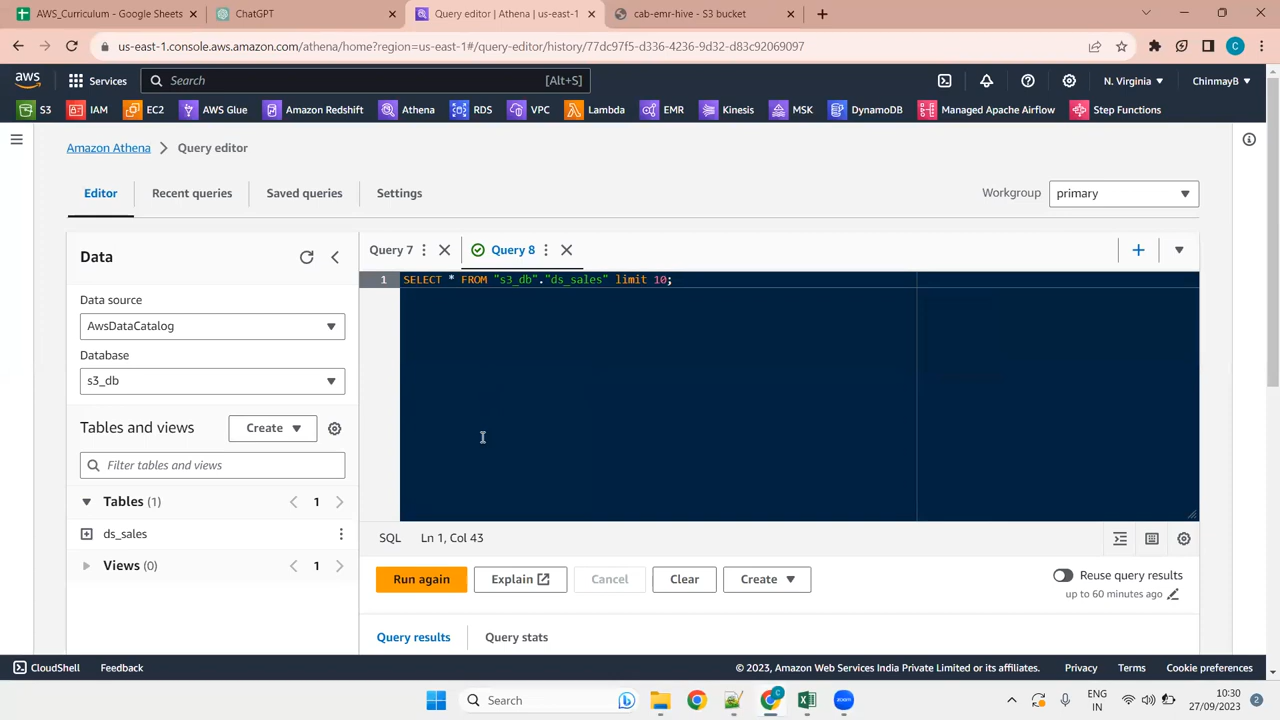 AWS_Curriculum - Google Sheets
ChatGPT
Query editor | Athena | us-east-1
cab-emr-hive - S3 bucket
us-east-1.console.aws.amazon.com/athena/home?region=us-east-1#/query-editor/history/77dc97f5-d336-4236-9d32-d83c92069097
C
aws
Services
Search
[Alt+S]
N. Virginia
ChinmayB
S3
IAM
EC2
AWS Glue
Amazon Redshift
Athena
RDS
VPC
Lambda
EMR
Kinesis
MSK
DynamoDB
Managed Apache Airflow
Step Functions
Amazon Athena
Query editor
Editor
Recent queries
Saved queries
Settings
Workgroup
primary
Data
Data source
AwsDataCatalog
Database
s3_db
Tables and views
Create
Filter tables and views
Tables (1)
1
ds_sales
Views (0)
1
Query 7
Query 8
1
SELECT * FROM "s3_db"."ds_sales" limit 10;
SQL
Ln 1, Col 43
Run again
Explain
Cancel
Clear
Create
Reuse query results
up to 60 minutes ago
Query results
Query stats
CloudShell
Feedback
© 2023, Amazon Web Services India Private Limited or its affiliates.
Privacy
Terms
Cookie preferences
Search
C
zoom
ENG
IN
10:30
27/09/2023
2